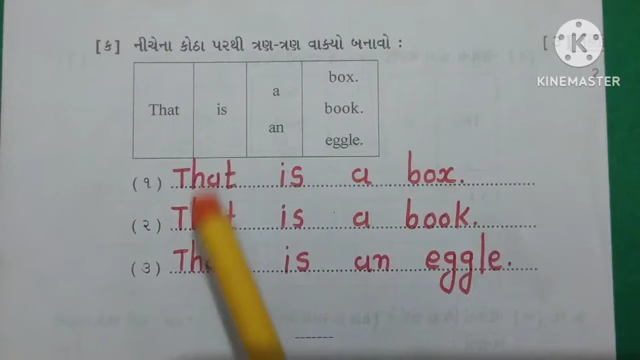 [ક] નીચેના કોઠા પરથી ત્રણ-ત્રણ વાક્યો બનાવો :
KINEMASTER
That is a an box. book. eggle.
(૧) That is a box.
(૨) That is a book.
(૩) That is an eggle.